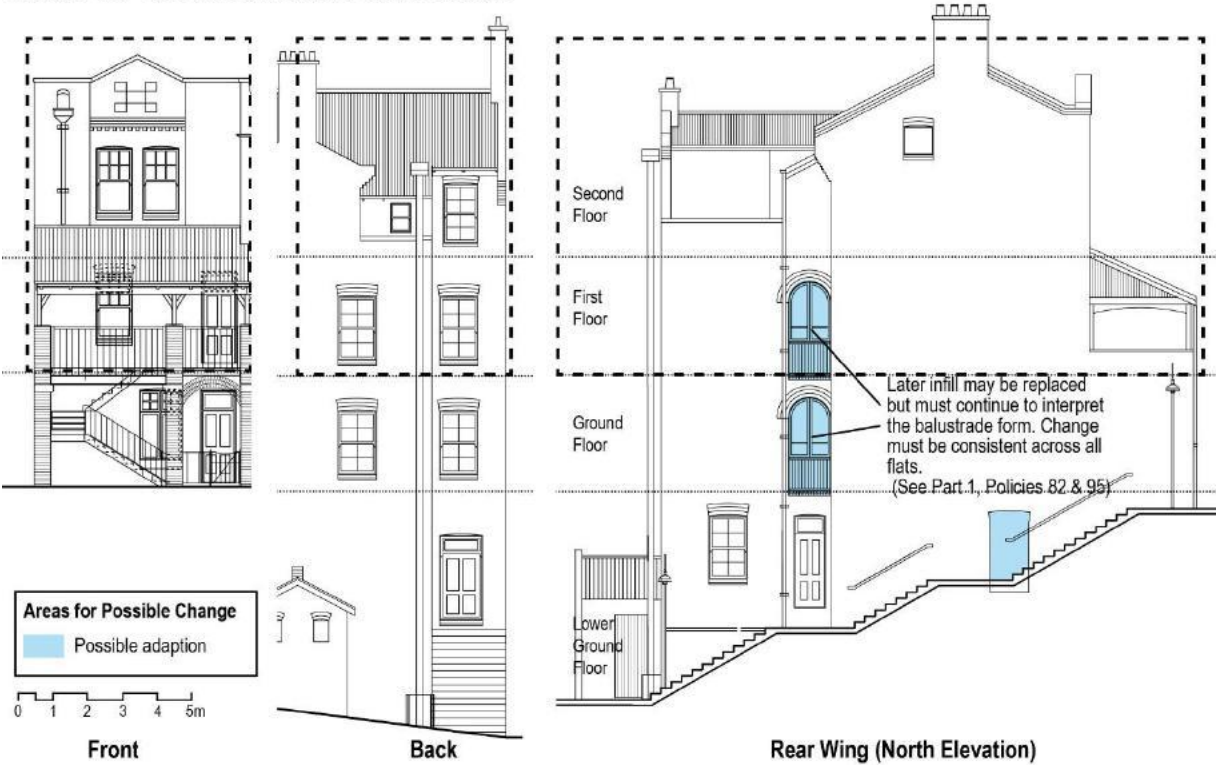 Second
Floor
First
Floor
Later infill may be replaced
but must continue to interpret
the balustrade form. Change
must be consistent across all
flats.
(See Part 1, Policies 82 & 95)
Ground
Floor
Lower
Ground
Floor
Areas for Possible Change
Possible adaption
0 1 2 3 4 5m
Front
Back
Rear Wing (North Elevation)